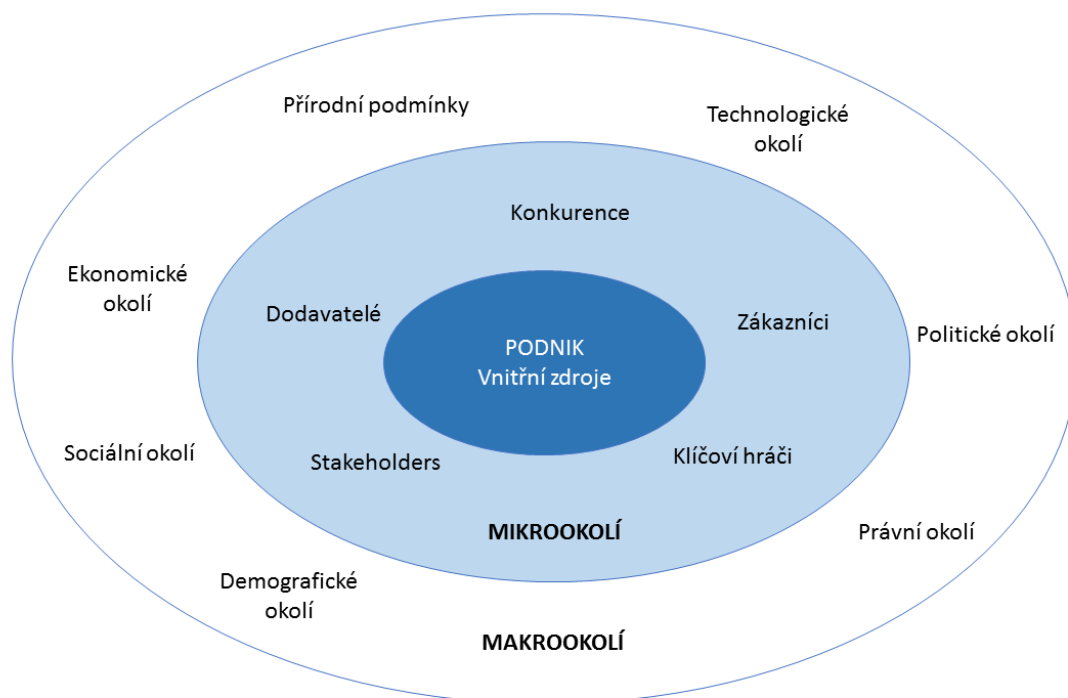 Přírodní podmínky
Technologické
okolí
Konkurence
Ekonomické
okolí
Dodavatelé
Zákazníci
Politické okolí
PODNIK
Vnitřní zdroje
Sociální okolí
Stakeholders
Klíčoví hráči
MIKROOKOLÍ
Právní okolí
Demografické
okolí
MAKROOKOLÍ